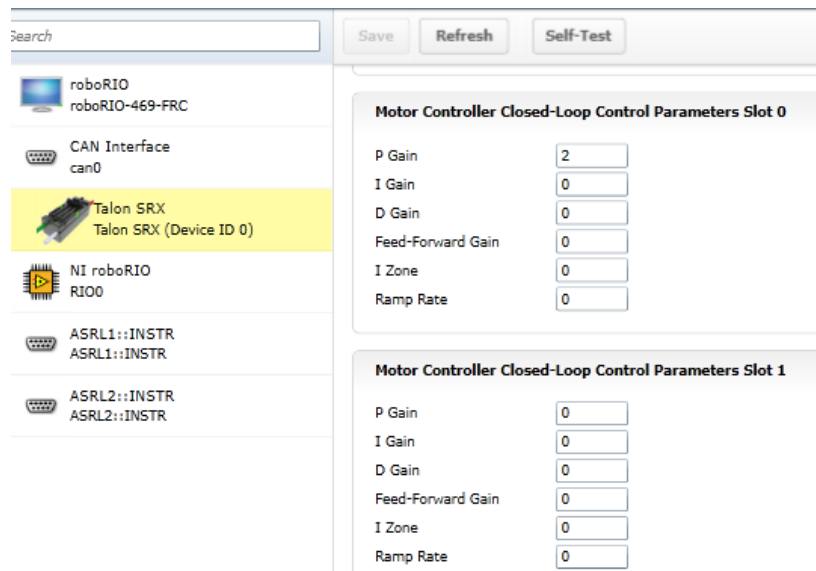 Search
roboRIO
roboRIO-469-FRC
CAN Interface
can0
Talon SRX
Talon SRX (Device ID 0)
NI roboRIO
RIO0
ASRL1::INSTR
ASRL1::INSTR
ASRL2::INSTR
ASRL2::INSTR
Save Refresh Self-Test
Motor Controller Closed-Loop Control Parameters Slot 0
P Gain 2
I Gain 0
D Gain 0
Feed-Forward Gain 0
I Zone 0
Ramp Rate 0
Motor Controller Closed-Loop Control Parameters Slot 1
P Gain 0
I Gain 0
D Gain 0
Feed-Forward Gain 0
I Zone 0
Ramp Rate 0